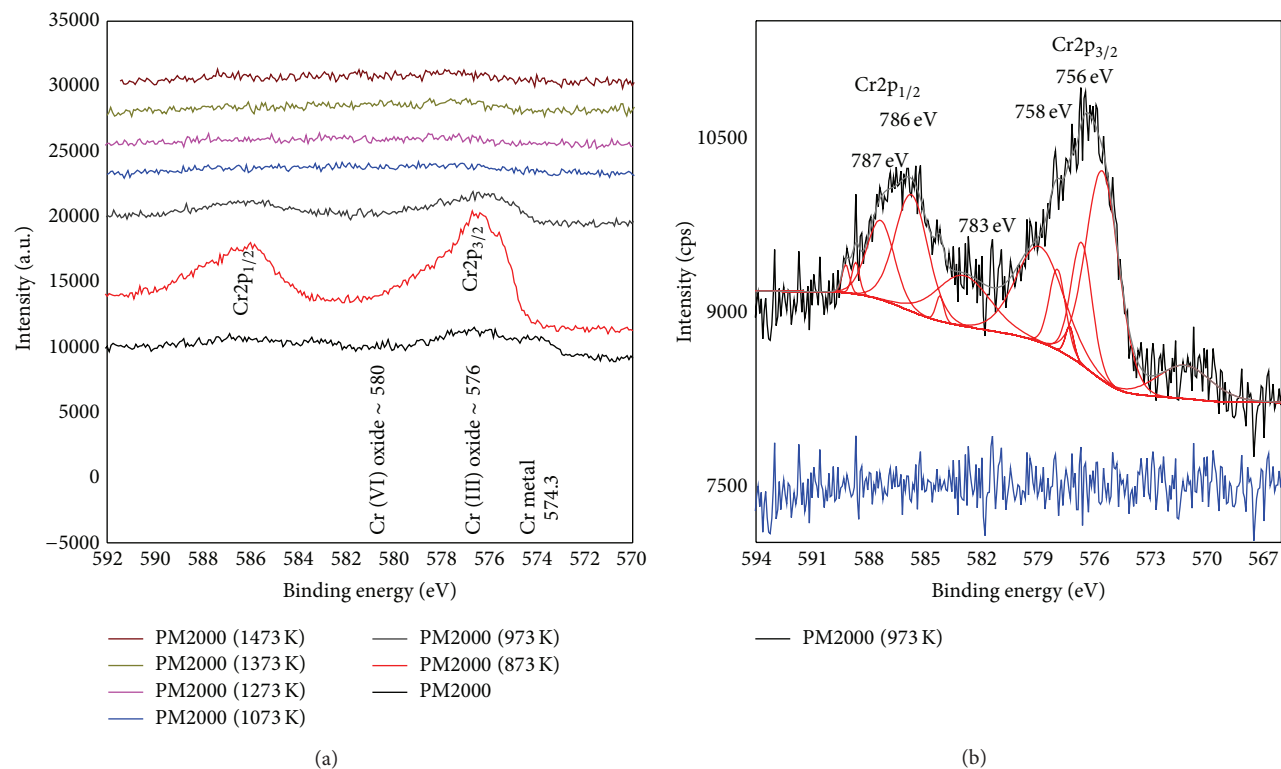 35000
30000
25000
20000
15000
10000
5000
0
−5000
Intensity (a.u.)
Cr2p1/2
Cr2p3/2
Cr (VI) oxide ~ 580
Cr (III) oxide ~ 576
Cr metal
574.3
592 590 588 586 584 582 580 578 576 574 572 570
Binding energy (eV)
PM2000 (1473 K)
PM2000 (1373 K)
PM2000 (1273 K)
PM2000 (1073 K)
PM2000 (973 K)
PM2000 (873 K)
PM2000
(a)
10500
9000
7500
Intensity (cps)
Cr2p3/2
756 eV
Cr2p1/2
786 eV
758 eV
787 eV
783 eV
594 591 588 585 582 579 576 573 570 567
Binding energy (eV)
PM2000 (973 K)
(b)